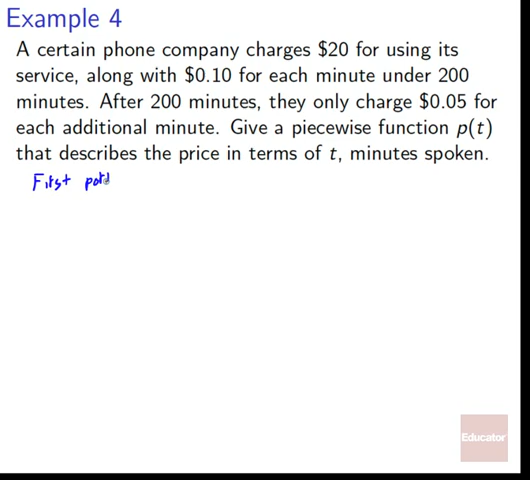 Example 4
A certain phone company charges $20 for using its
service, along with $0.10 for each minute under 200
minutes. After 200 minutes, they only charge $0.05 for
each additional minute. Give a piecewise function p(t)
that describes the price in terms of t, minutes spoken.
First
Educator